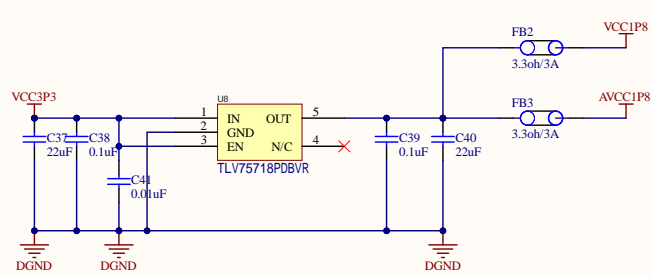 FB2
VCC1P8
3.3oh/3A
VCC3P3
U8
FB3
AVCC1P8
1 IN OUT 5
2 GND
3 EN N/C 4
3.3oh/3A
C37
22uF
C38
0.1uF
C39
0.1uF
C40
22uF
TLV75718PDBVR
C41
0.01uF
DGND
DGND
DGND